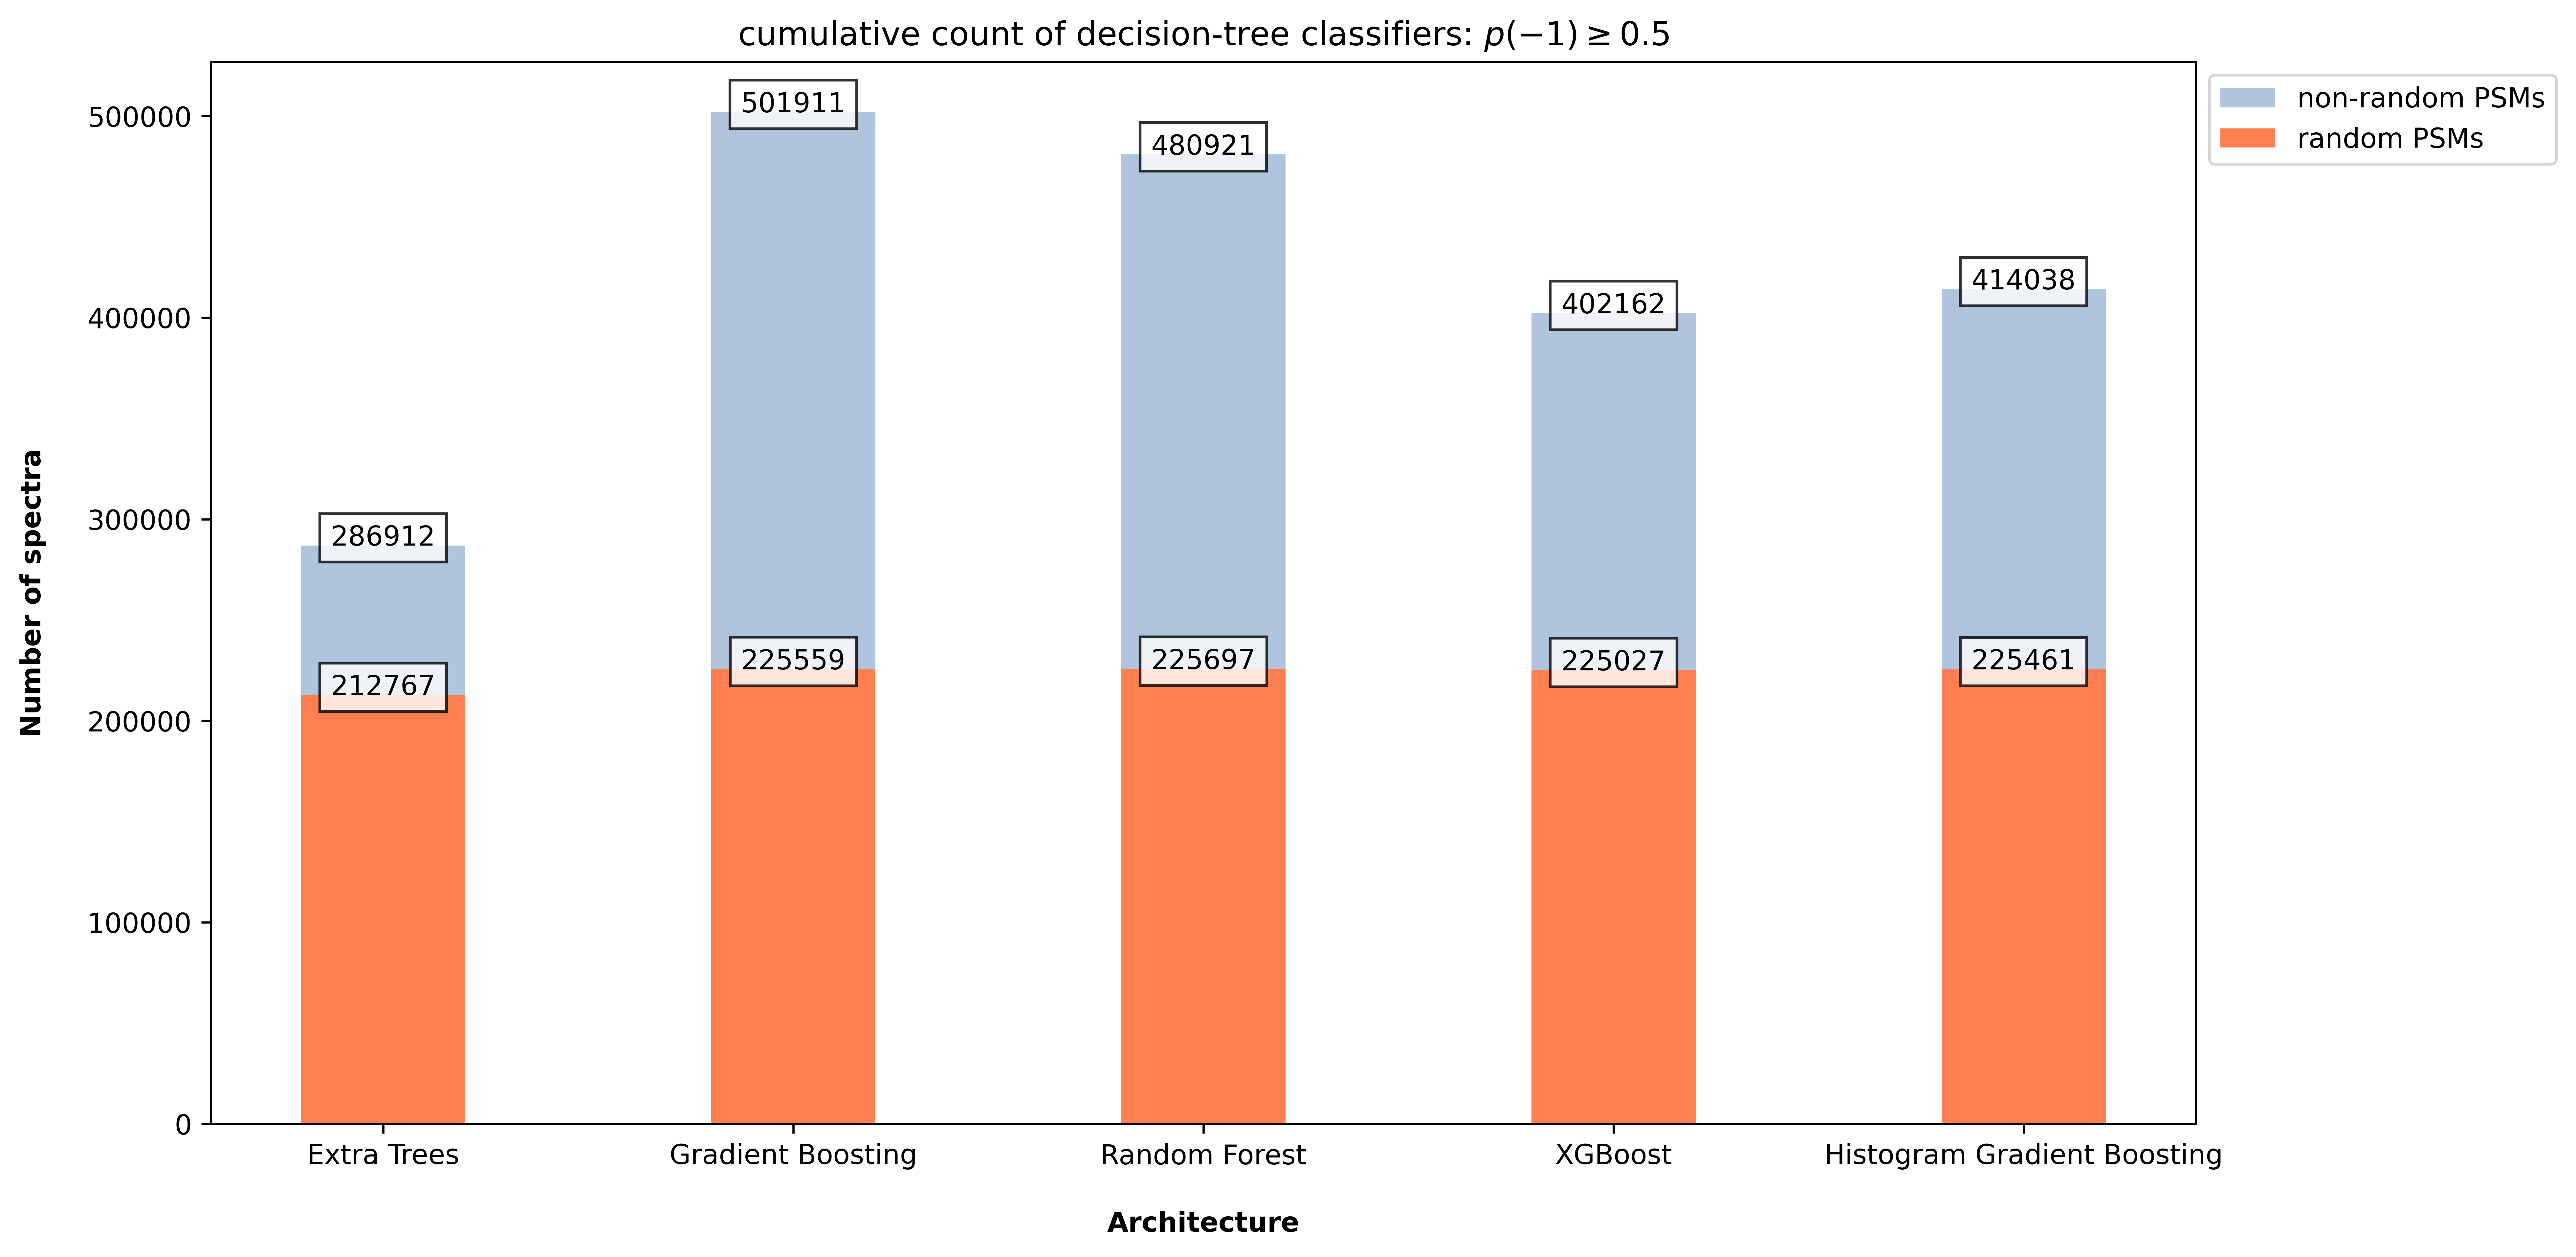 cumulative count of decision-tree classifiers: p(−1) ≥ 0.5
non-random PSMs
random PSMs
Number of spectra
500000
400000
300000
200000
100000
0
286912
212767
501911
225559
480921
225697
402162
225027
414038
225461
Extra Trees
Gradient Boosting
Random Forest
XGBoost
Histogram Gradient Boosting
Architecture